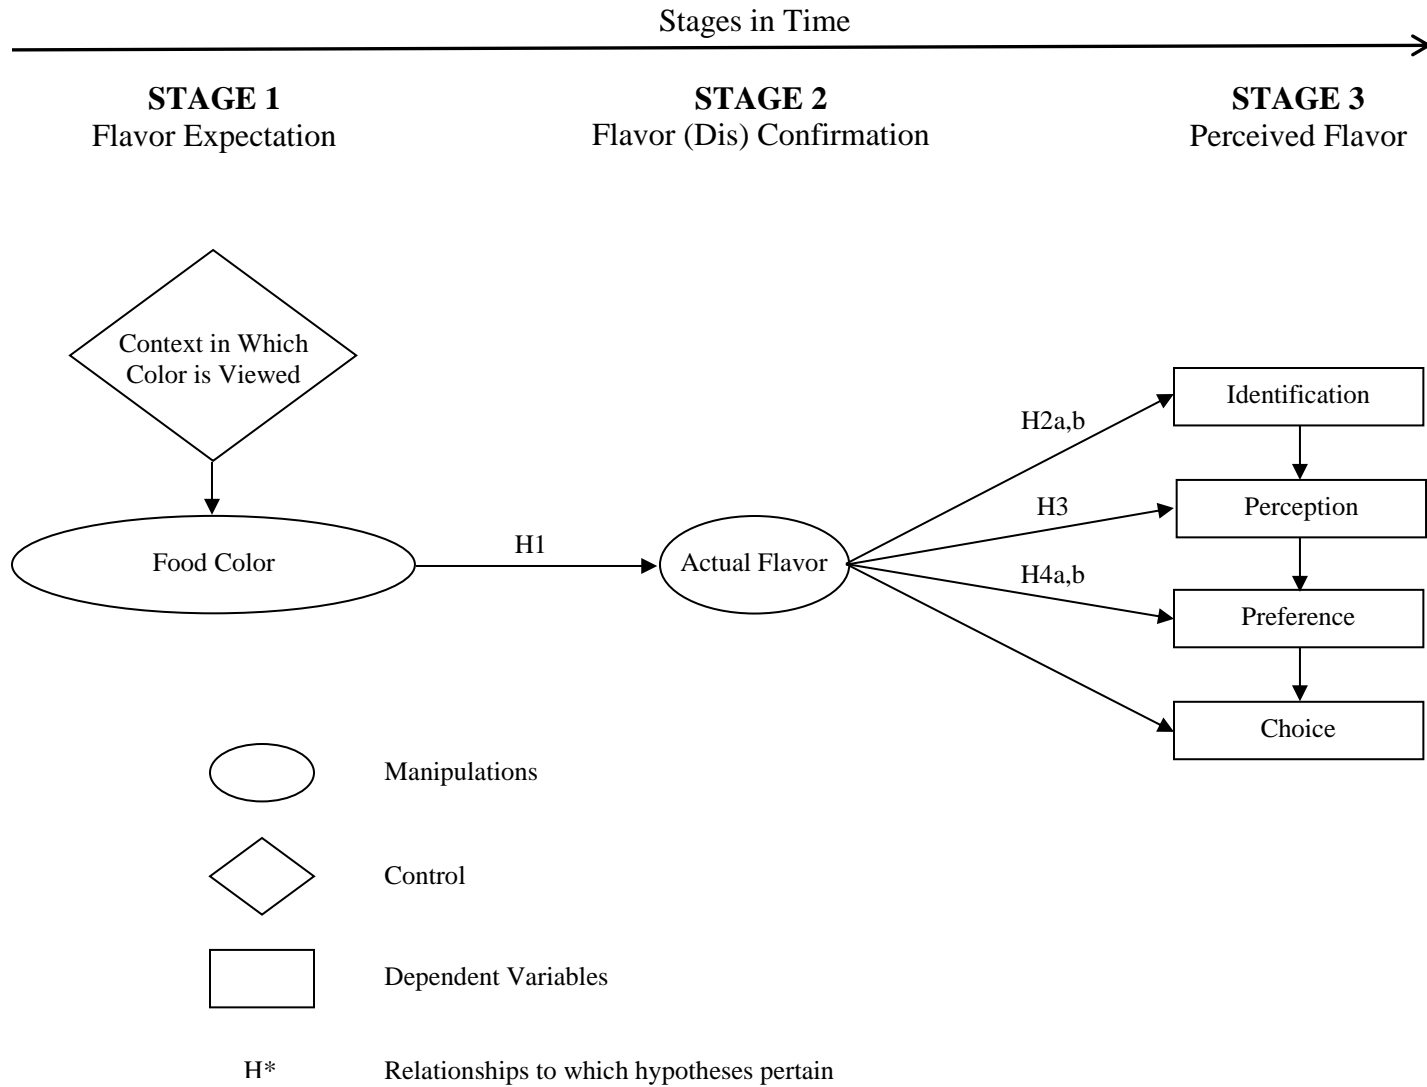 Stages in Time
STAGE 1
Flavor Expectation
STAGE 2
Flavor (Dis) Confirmation
STAGE 3
Perceived Flavor
Context in Which
Color is Viewed
Food Color
H1
Actual Flavor
H2a,b
H3
H4a,b
Identification
Perception
Preference
Choice
Manipulations
Control
Dependent Variables
H* Relationships to which hypotheses pertain